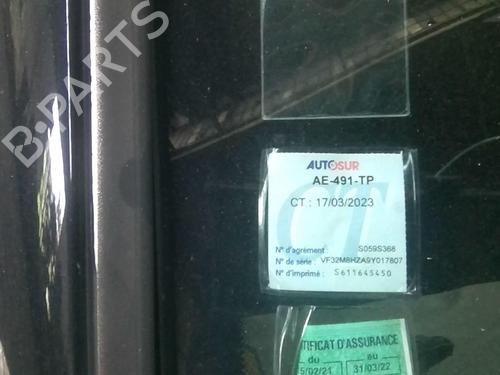 B-PARTS
AUTOSUR
AE-491-TP
CT : 17/03/2023
N° d'agrément : S059S368
N° de série : VF32M8HZA9Y017807
N° d'imprimé : S611645450
TIFICAT D'ASSURANCE
du au
5/02/21 31/03/22